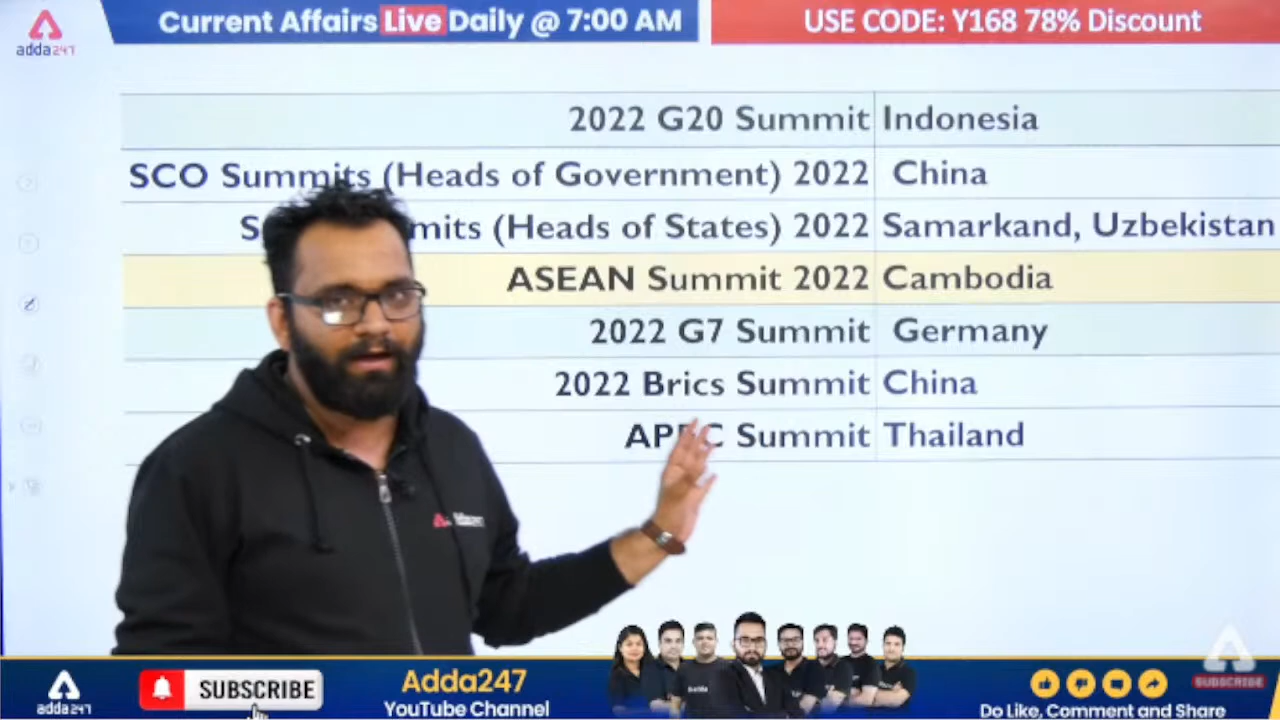 Current Affairs Live Daily @ 7:00 AM
USE CODE: Y168 78% Discount
adda247
2022 G20 Summit Indonesia
SCO Summits (Heads of Government) 2022 China
(Heads of States) 2022 Samarkand, Uzbekistan
ASEAN Summit 2022 Cambodia
2022 G7 Summit Germany
2022 Brics Summit China
Summit Thailand
adda247
SUBSCRIBE
Adda247
YouTube Channel
SUBSCRIBE
Do Like, Comment and Share